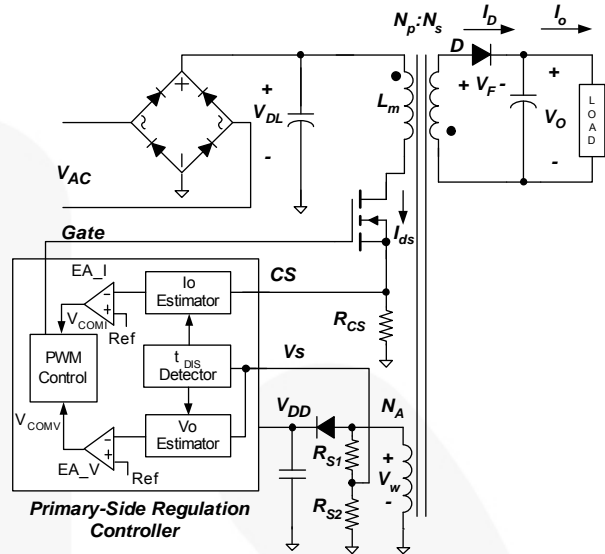 Np:Ns
ID
Io
D
+ VF -
+
VDL
-
Lm
+
VO
-
LOAD
VAC
Gate
Ids
EA_I
CS
Io
Estimator
VCOMI
Ref
RCS
PWM
Control
tDIS
Detector
Vs
VCOMV
Vo
Estimator
VDD
NA
EA_V
Ref
RS1
+
Vw
-
RS2
Primary-Side Regulation
Controller